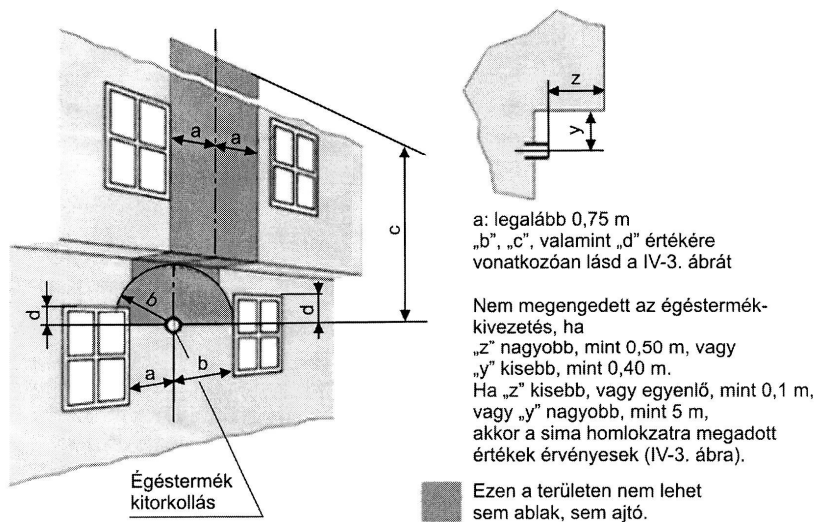 a
a
c
d
b
d
a
b
Égéstermék
kitorkollás
z
y
a: legalább 0,75 m
„b”, „c”, valamint „d” értékére
vonatkozóan lásd a IV-3. ábrát
Nem megengedett az égéstermék-
kivezetés, ha
„z” nagyobb, mint 0,50 m, vagy
„y” kisebb, mint 0,40 m.
Ha „z” kisebb, vagy egyenlő, mint 0,1 m,
vagy „y” nagyobb, mint 5 m,
akkor a sima homlokzatra megadott
értékek érvényesek (IV-3. ábra).
Ezen a területen nem lehet
sem ablak, sem ajtó.